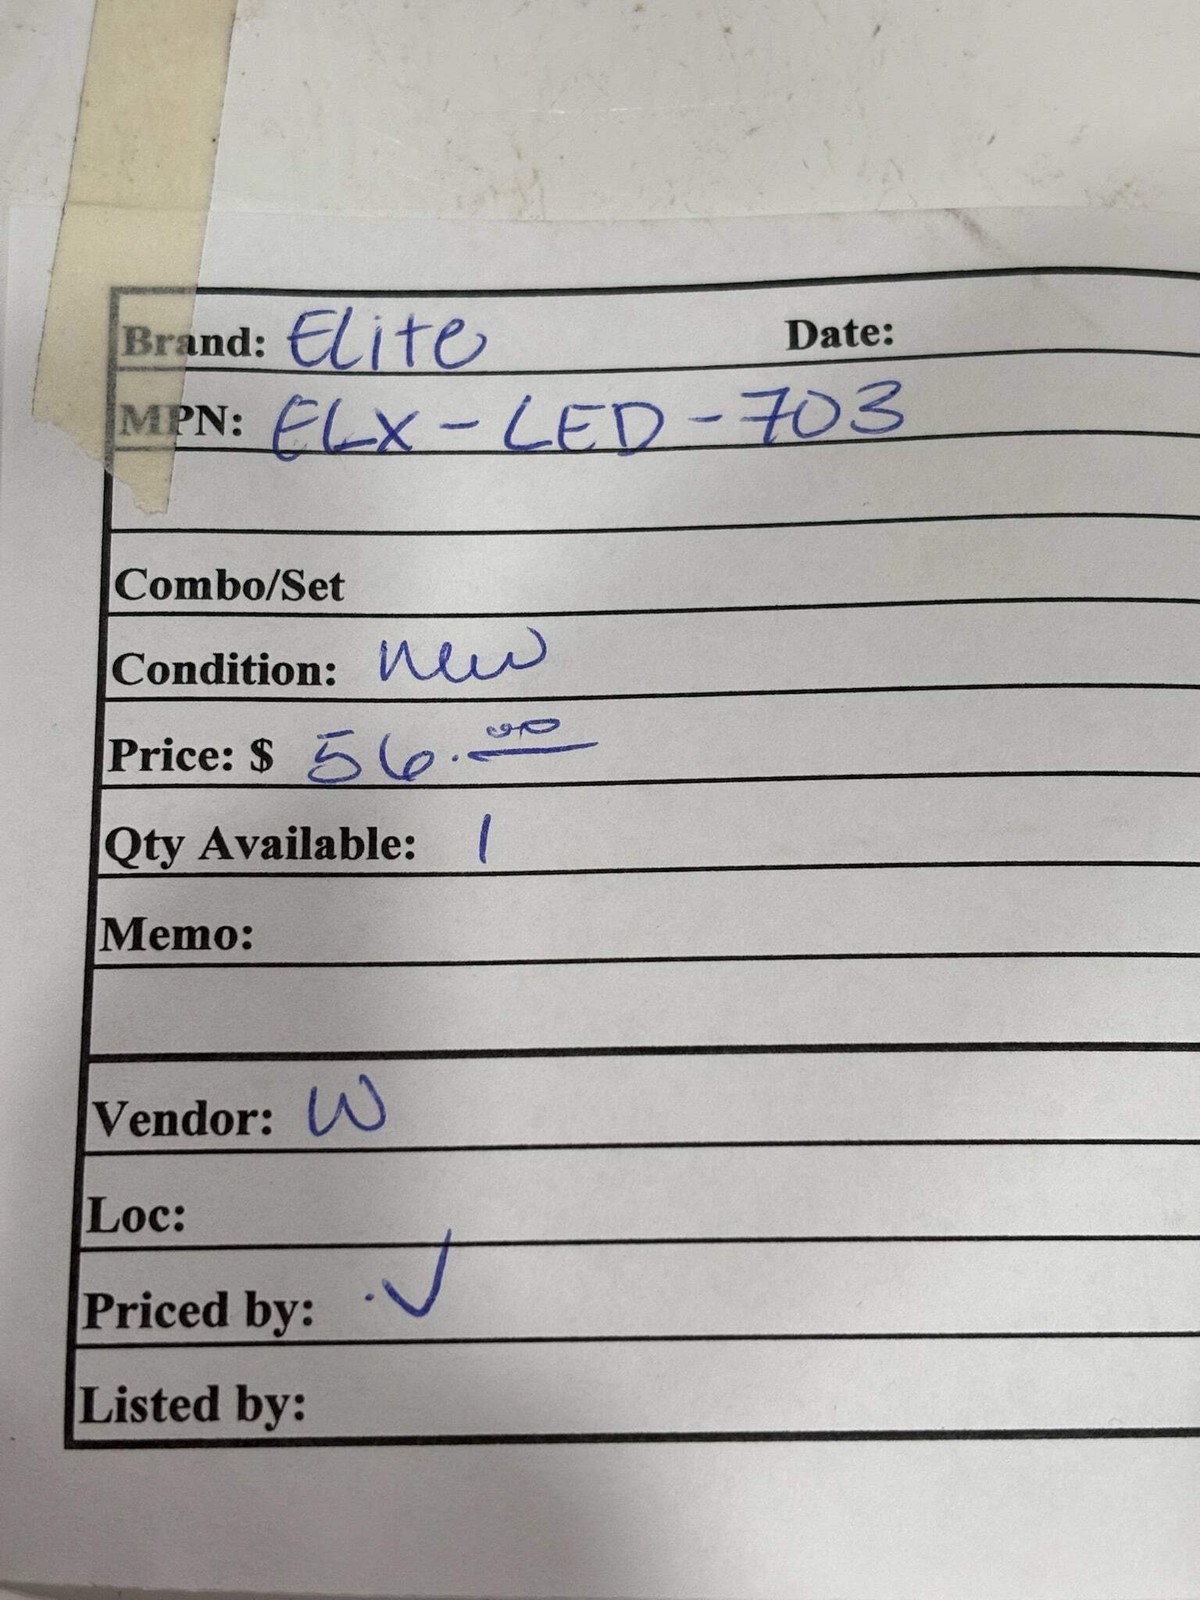 Brand: Elite Date:
MPN: ELX-LED-703
Combo/Set
Condition: New
Price: $ 56.00
Qty Available: 1
Memo:
Vendor: W
Loc:
Priced by: .✓
Listed by: